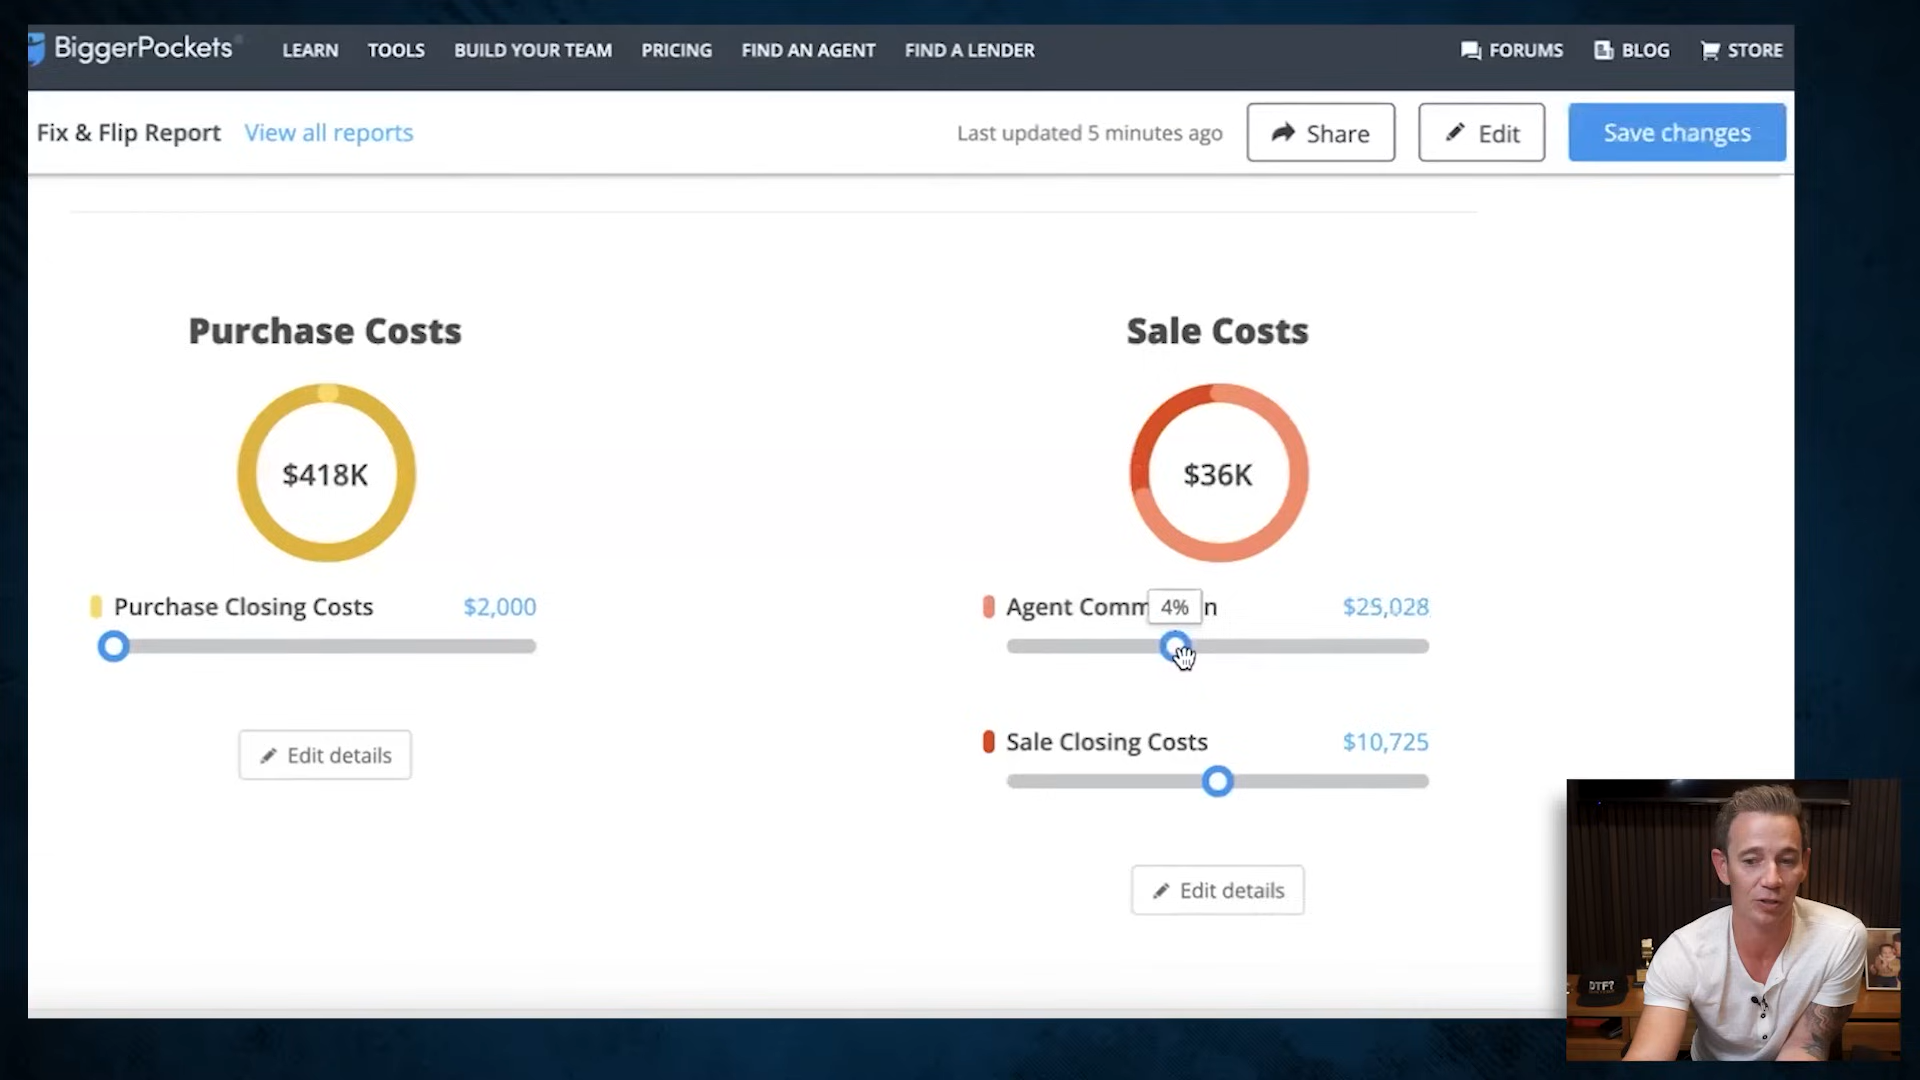 BiggerPockets
LEARN TOOLS BUILD YOUR TEAM PRICING FIND AN AGENT FIND A LENDER FORUMS BLOG STORE
Fix & Flip Report View all reports Last updated 5 minutes ago Share Edit Save changes
Purchase Costs
$418K
Purchase Closing Costs $2,000
Edit details
Sale Costs
$36K
Agent Comm 4% n $25,028
Sale Closing Costs $10,725
Edit details
DTF?